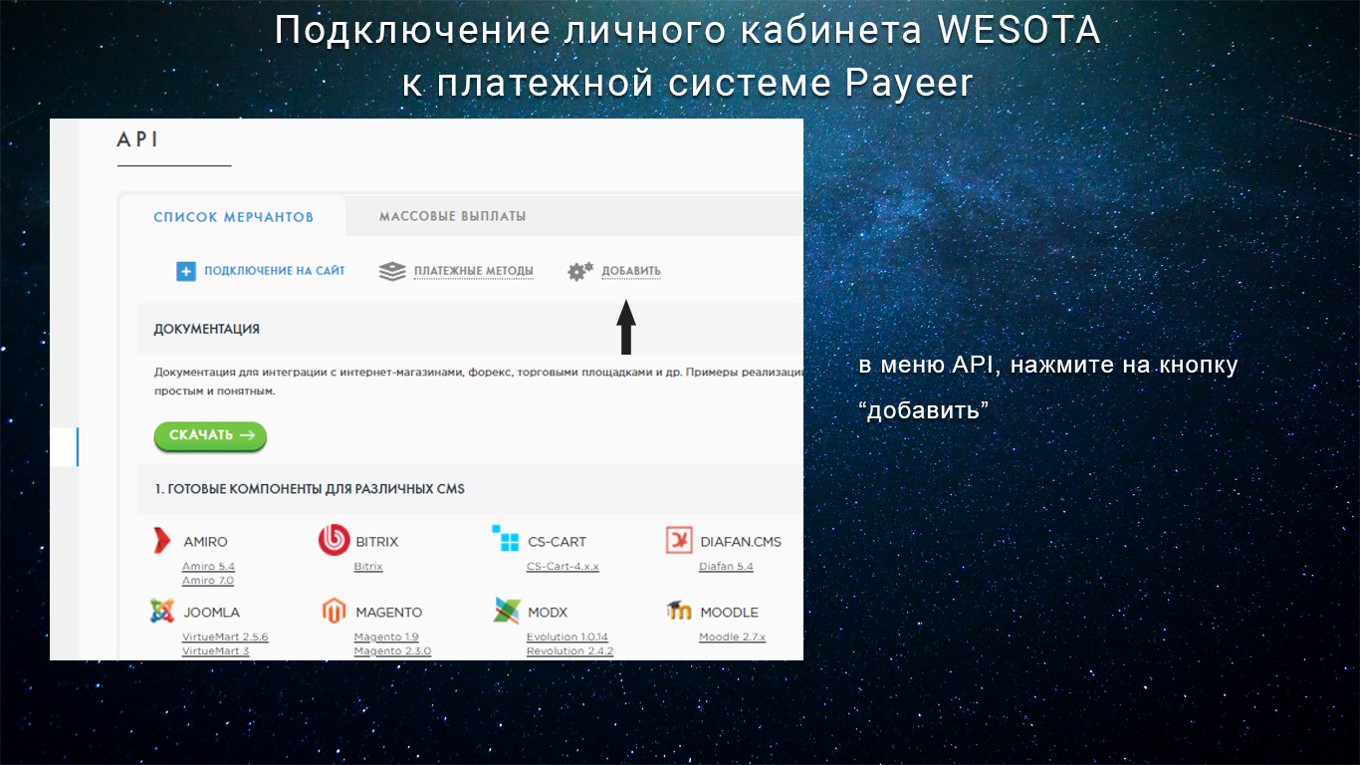 Подключение личного кабинета WESOTA
к платежной системе Payeer
API
СПИСОК МЕРЧАНТОВ МАССОВЫЕ ВЫПЛАТЫ
ПОДКЛЮЧЕНИЕ НА САЙТ ПЛАТЕЖНЫЕ МЕТОДЫ ДОБАВИТЬ
ДОКУМЕНТАЦИЯ
Документация для интеграции с интернет-магазинами, форекс, торговыми площадками и др. Примеры реализаци
простым и понятным.
СКАЧАТЬ →
1. ГОТОВЫЕ КОМПОНЕНТЫ ДЛЯ РАЗЛИЧНЫХ CMS
AMIRO BITRIX CS-CART DIAFAN.CMS
Amiro 5.4 Bitrix CS-Cart-4.x.x Diafan 5.4
Amiro 7.0
JOOMLA MAGENTO MODX MOODLE
VirtueMart 2.5.6 Magento 1.9 Evolution 1.0.14 Moodle 2.7.x
VirtueMart 3 Magento 2.3.0 Revolution 2.4.2
в меню API, нажмите на кнопку
“добавить”